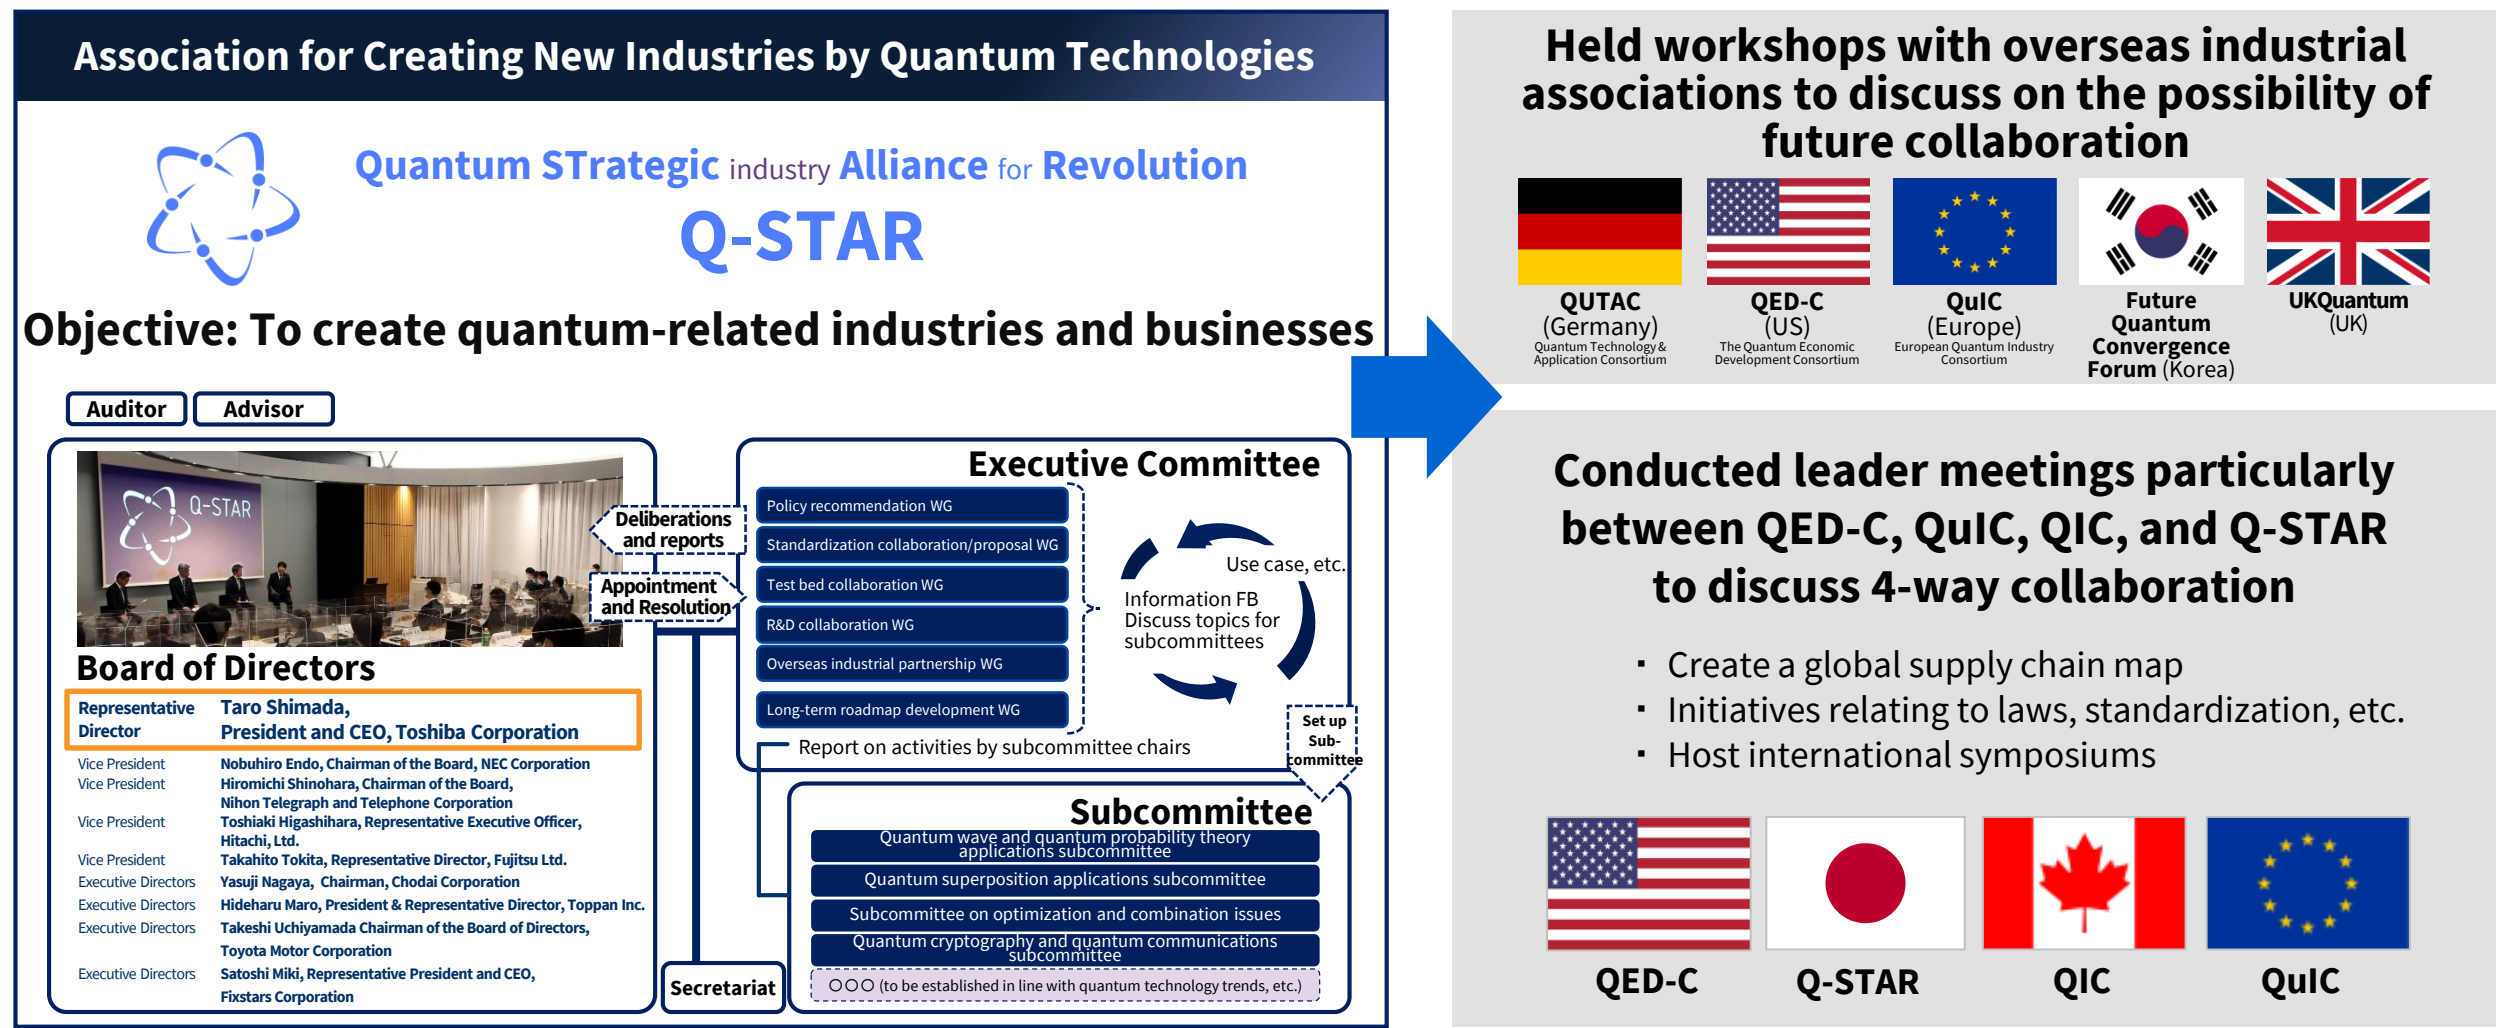 Association for Creating New Industries by Quantum Technologies
Quantum STrategic industry Alliance for Revolution
Q-STAR
Objective: To create quantum-related industries and businesses
Auditor
Advisor
Q-STAR
Board of Directors
Representative Director
Taro Shimada,
President and CEO, Toshiba Corporation
Vice President Nobuhiro Endo, Chairman of the Board, NEC Corporation
Vice President Hiromichi Shinohara, Chairman of the Board,
Nihon Telegraph and Telephone Corporation
Vice President Toshiaki Higashihara, Representative Executive Officer,
Hitachi, Ltd.
Vice President Takahito Tokita, Representative Director, Fujitsu Ltd.
Executive Directors Yasuji Nagaya, Chairman, Chodai Corporation
Executive Directors Hideharu Maro, President & Representative Director, Toppan Inc.
Executive Directors Takeshi Uchiyamada Chairman of the Board of Directors,
Toyota Motor Corporation
Executive Directors Satoshi Miki, Representative President and CEO,
Fixstars Corporation
Deliberations
and reports
Appointment
and Resolution
Executive Committee
Policy recommendation WG
Standardization collaboration/proposal WG
Test bed collaboration WG
R&D collaboration WG
Overseas industrial partnership WG
Long-term roadmap development WG
Use case, etc.
Information FB
Discuss topics for
subcommittees
Report on activities by subcommittee chairs
Set up
Sub-
committee
Subcommittee
Quantum wave and quantum probability theory
applications subcommittee
Quantum superposition applications subcommittee
Subcommittee on optimization and combination issues
Quantum cryptography and quantum communications
subcommittee
〇〇〇 (to be established in line with quantum technology trends, etc.)
Secretariat
Held workshops with overseas industrial
associations to discuss on the possibility of
future collaboration
QUTAC
(Germany)
Quantum Technology &
Application Consortium
QED-C
(US)
The Quantum Economic
Development Consortium
QuIC
(Europe)
European Quantum Industry
Consortium
Future
Quantum
Convergence
Forum (Korea)
UKQuantum
(UK)
Conducted leader meetings particularly
between QED-C, QuIC, QIC, and Q-STAR
to discuss 4-way collaboration
▪ Create a global supply chain map
▪ Initiatives relating to laws, standardization, etc.
▪ Host international symposiums
QED-C
Q-STAR
QIC
QuIC